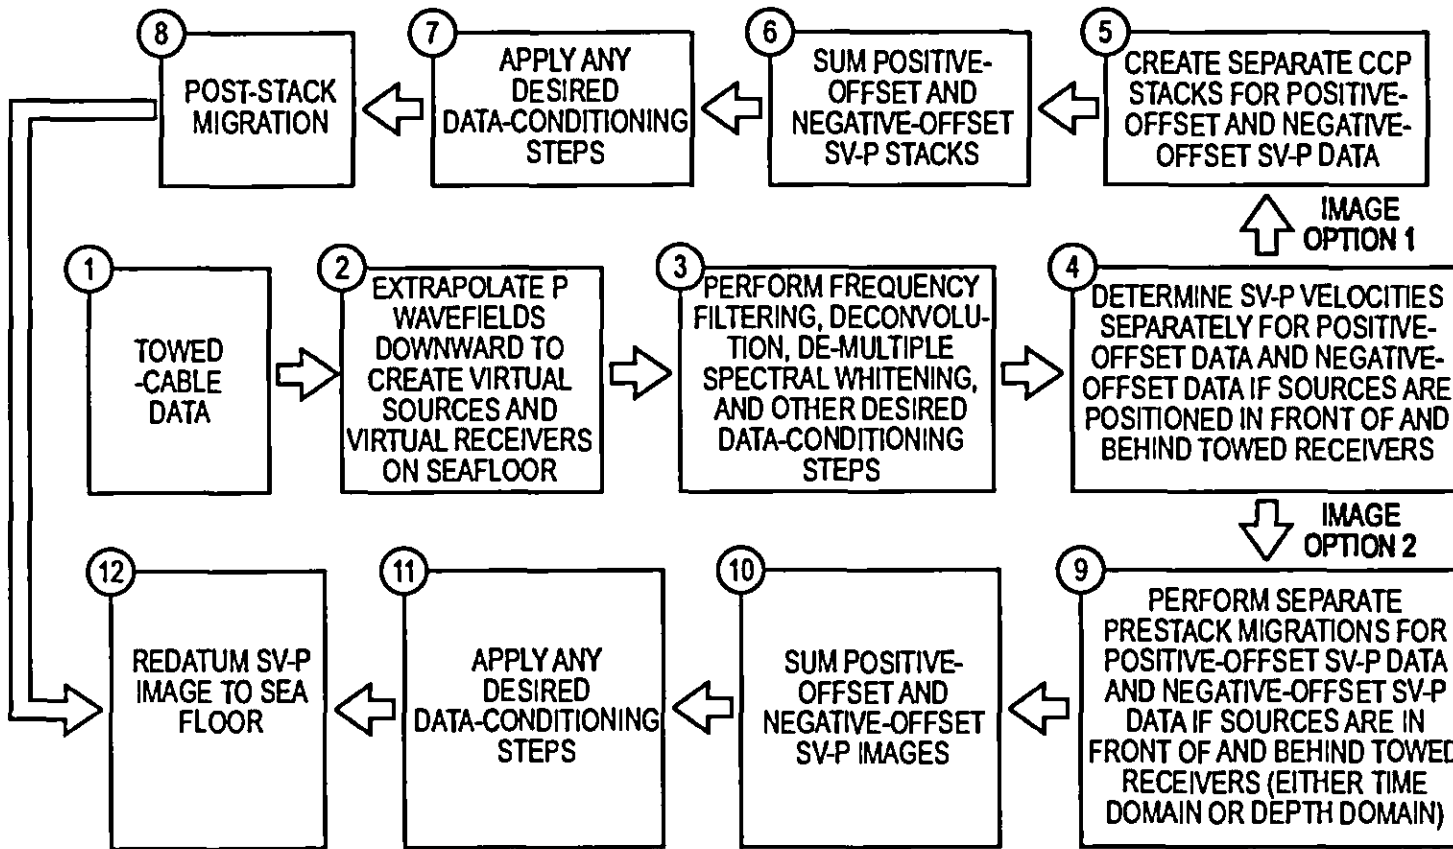 8
POST-STACK
MIGRATION
7
APPLY ANY
DESIRED
DATA-CONDITIONING
STEPS
6
SUM POSITIVE-
OFFSET AND
NEGATIVE-OFFSET
SV-P STACKS
5
CREATE SEPARATE CCP
STACKS FOR POSITIVE-
OFFSET AND NEGATIVE-
OFFSET SV-P DATA
IMAGE
OPTION 1
1
TOWED
-CABLE
DATA
2
EXTRAPOLATE P
WAVEFIELDS
DOWNWARD TO
CREATE VIRTUAL
SOURCES AND
VIRTUAL RECEIVERS
ON SEAFLOOR
3
PERFORM FREQUENCY
FILTERING, DECONVOLU-
TION, DE-MULTIPLE
SPECTRAL WHITENING,
AND OTHER DESIRED
DATA-CONDITIONING
STEPS
4
DETERMINE SV-P VELOCITIES
SEPARATELY FOR POSITIVE-
OFFSET DATA AND NEGATIVE-
OFFSET DATA IF SOURCES ARE
POSITIONED IN FRONT OF AND
BEHIND TOWED RECEIVERS
IMAGE
OPTION 2
12
REDATUM SV-P
IMAGE TO SEA
FLOOR
11
APPLY ANY
DESIRED
DATA-CONDITIONING
STEPS
10
SUM POSITIVE-
OFFSET AND
NEGATIVE-OFFSET
SV-P IMAGES
9
PERFORM SEPARATE
PRESTACK MIGRATIONS FOR
POSITIVE-OFFSET SV-P DATA
AND NEGATIVE-OFFSET SV-P
DATA IF SOURCES ARE IN
FRONT OF AND BEHIND TOWED
RECEIVERS (EITHER TIME
DOMAIN OR DEPTH DOMAIN)